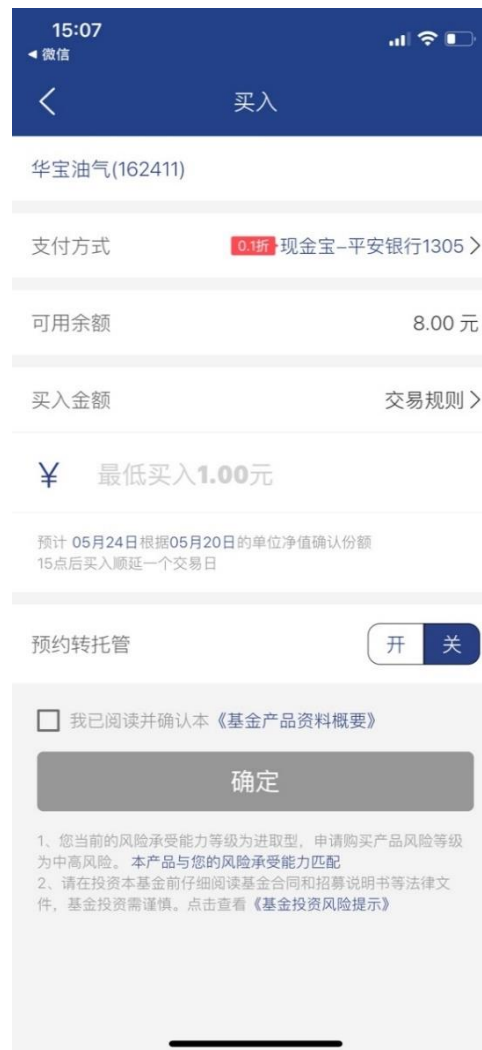 15:07
微信
买入
华宝油气(162411)
支付方式 0.1折 现金宝-平安银行1305
可用余额 8.00 元
买入金额 交易规则
¥ 最低买入1.00元
预计 05月24日根据05月20日的单位净值确认份额
15点后买入顺延一个交易日
预约转托管 开 关
我已阅读并确认本《基金产品资料概要》
确定
1、您当前的风险承受能力等级为进取型，申请购买产品风险等级
为中高风险。本产品与您的风险承受能力匹配
2、请在投资本基金前仔细阅读基金合同和招募说明书等法律文
件，基金投资需谨慎。点击查看《基金投资风险提示》